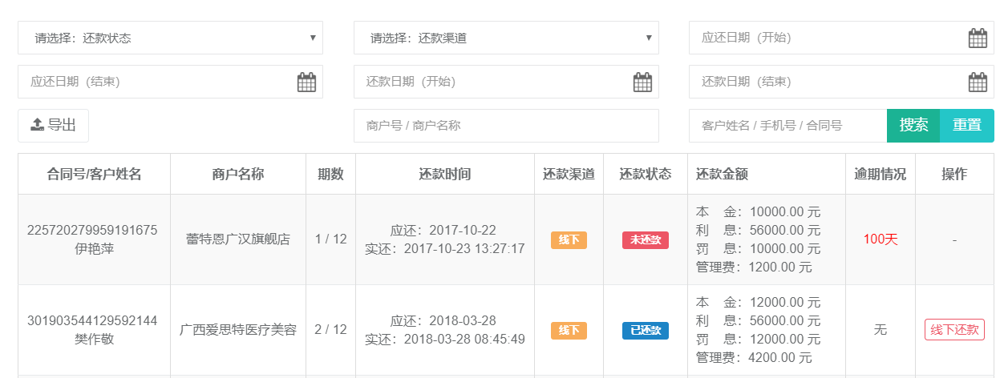 请选择：还款状态
请选择：还款渠道
应还日期（开始）
应还日期（结束）
还款日期（开始）
还款日期（结束）
导出
商户号 / 商户名称
客户姓名 / 手机号 / 合同号
搜索
重置
合同号/客户姓名 商户名称 期数 还款时间 还款渠道 还款状态 还款金额 逾期情况 操作
225720279959191675
伊艳萍
蕾特恩广汉旗舰店
1 / 12
应还：2017-10-22
实还：2017-10-23 13:27:17
线下
未还款
本 金：10000.00 元
利 息：56000.00 元
罚 息：10000.00 元
管理费：1200.00 元
100天
-
301903544129592144
樊作敬
广西爱思特医疗美容
2 / 12
应还：2018-03-28
实还：2018-03-28 08:45:49
线下
已还款
本 金：12000.00 元
利 息：56000.00 元
罚 息：12000.00 元
管理费：4200.00 元
无
线下还款